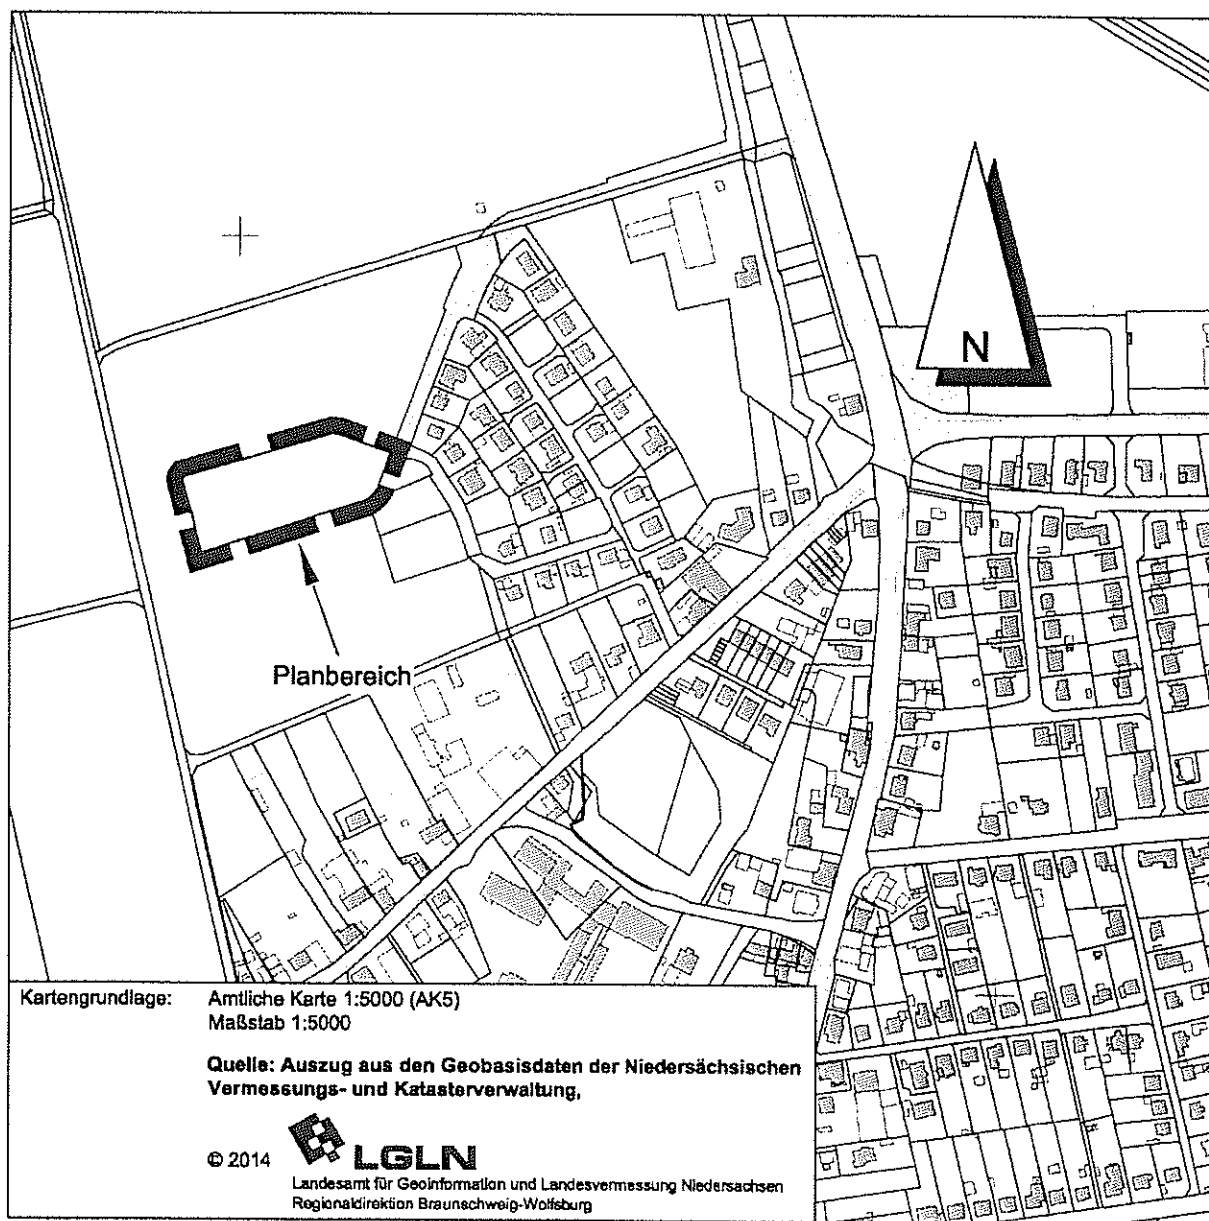 N
Planbereich
Kartengrundlage: Amtliche Karte 1:5000 (AK5)
Maßstab 1:5000
Quelle: Auszug aus den Geobasisdaten der Niedersächsischen
Vermessungs- und Katasterverwaltung,
© 2014 LGLN
Landesamt für Geoinformation und Landesvermessung Niedersachsen
Regionaldirektion Braunschweig-Wolfsburg